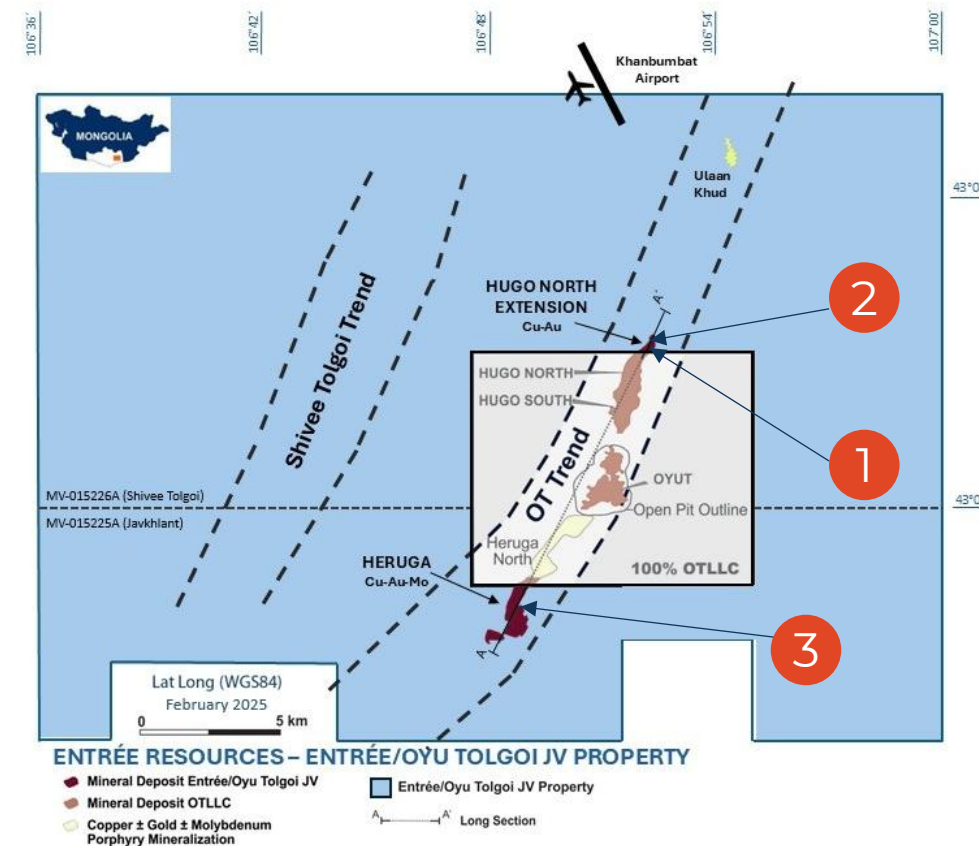 106°36'
106°42'
106°48'
106°54'
107°00'
Khanbumbat
Airport
MONGOLIA
Ulaan
Khud
43°0
HUGO NORTH
EXTENSION
Cu-Au
A'
2
Shivee Tolgoi Trend
HUGO NORTH
HUGO SOUTH
1
OT Trend
OYUT
Open Pit Outline
MV-015226A (Shivee Tolgoi)
43°0
MV-015225A (Javkhlant)
Heruga
North
HERUGA
Cu-Au-Mo
100% OTLLC
3
A
Lat Long (WGS84)
February 2025
0 5 km
ENTRÉE RESOURCES – ENTRÉE/OYU TOLGOI JV PROPERTY
Mineral Deposit Entrée/Oyu Tolgoi JV
Mineral Deposit OTLLC
Copper ± Gold ± Molybdenum
Porphyry Mineralization
Entrée/Oyu Tolgoi JV Property
A A' Long Section